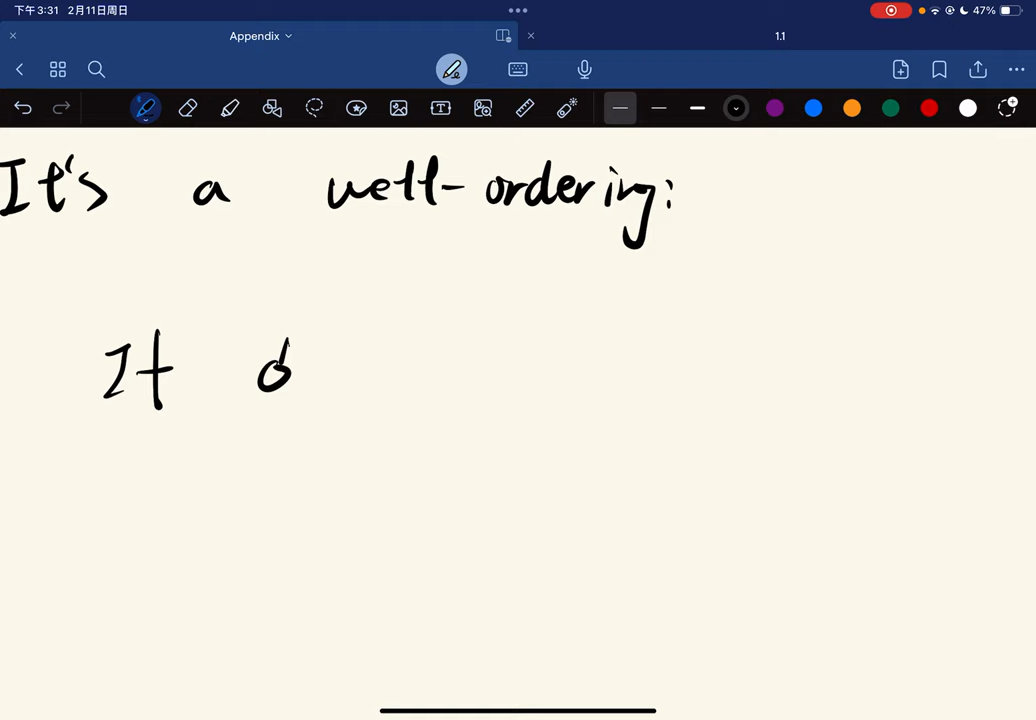 下午3:31 2月11日周日 47%
Appendix 1.1
It's a well-ordering:
It d